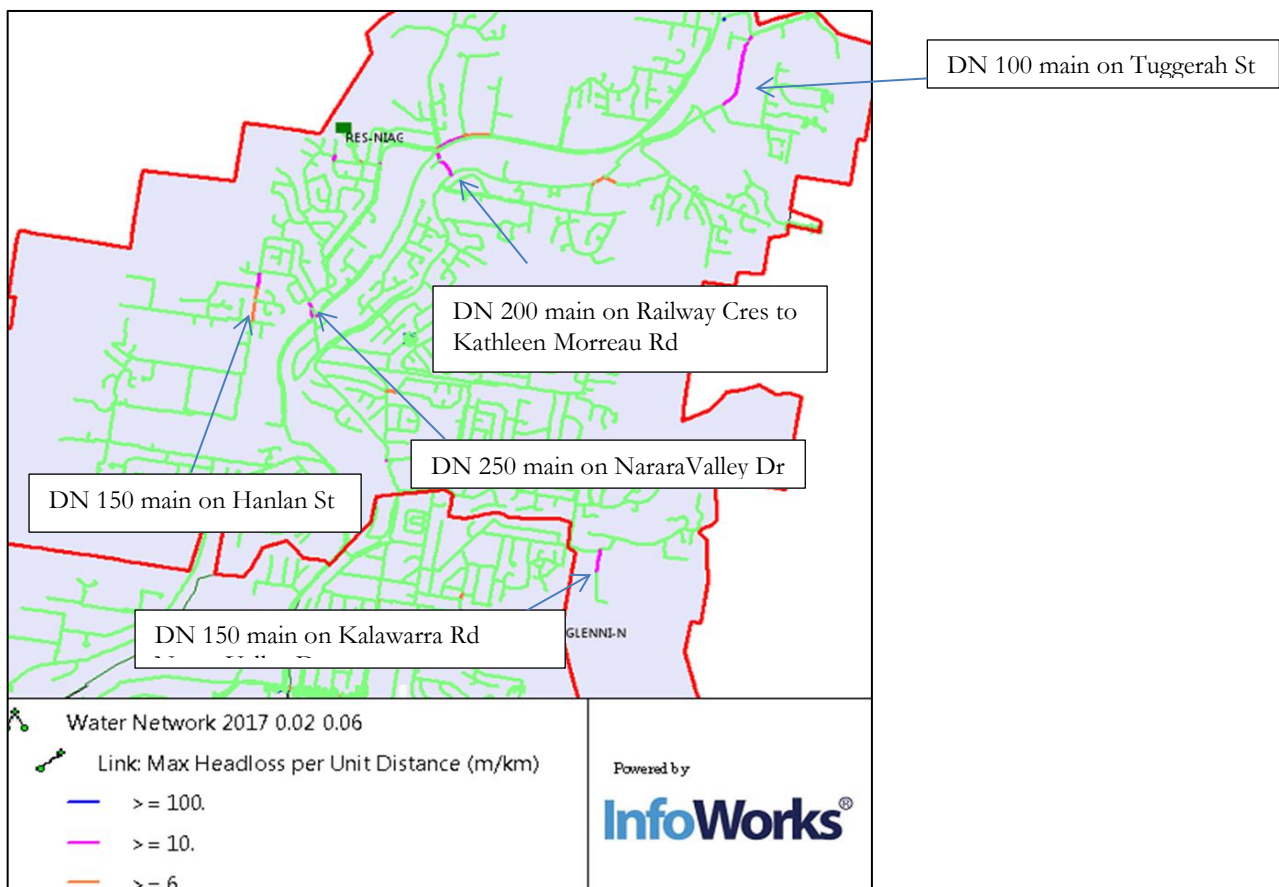 DN 100 main on Tuggerah St
RES-NIAG
DN 200 main on Railway Cres to
Kathleen Morreau Rd
DN 250 main on NararaValley Dr
DN 150 main on Hanlan St
DN 150 main on Kalawarra Rd
GLENNI-N
Water Network 2017 0.02 0.06
Link: Max Headloss per Unit Distance (m/km)
> = 100.
> = 10.
> = 6
Powered by
InfoWorks®